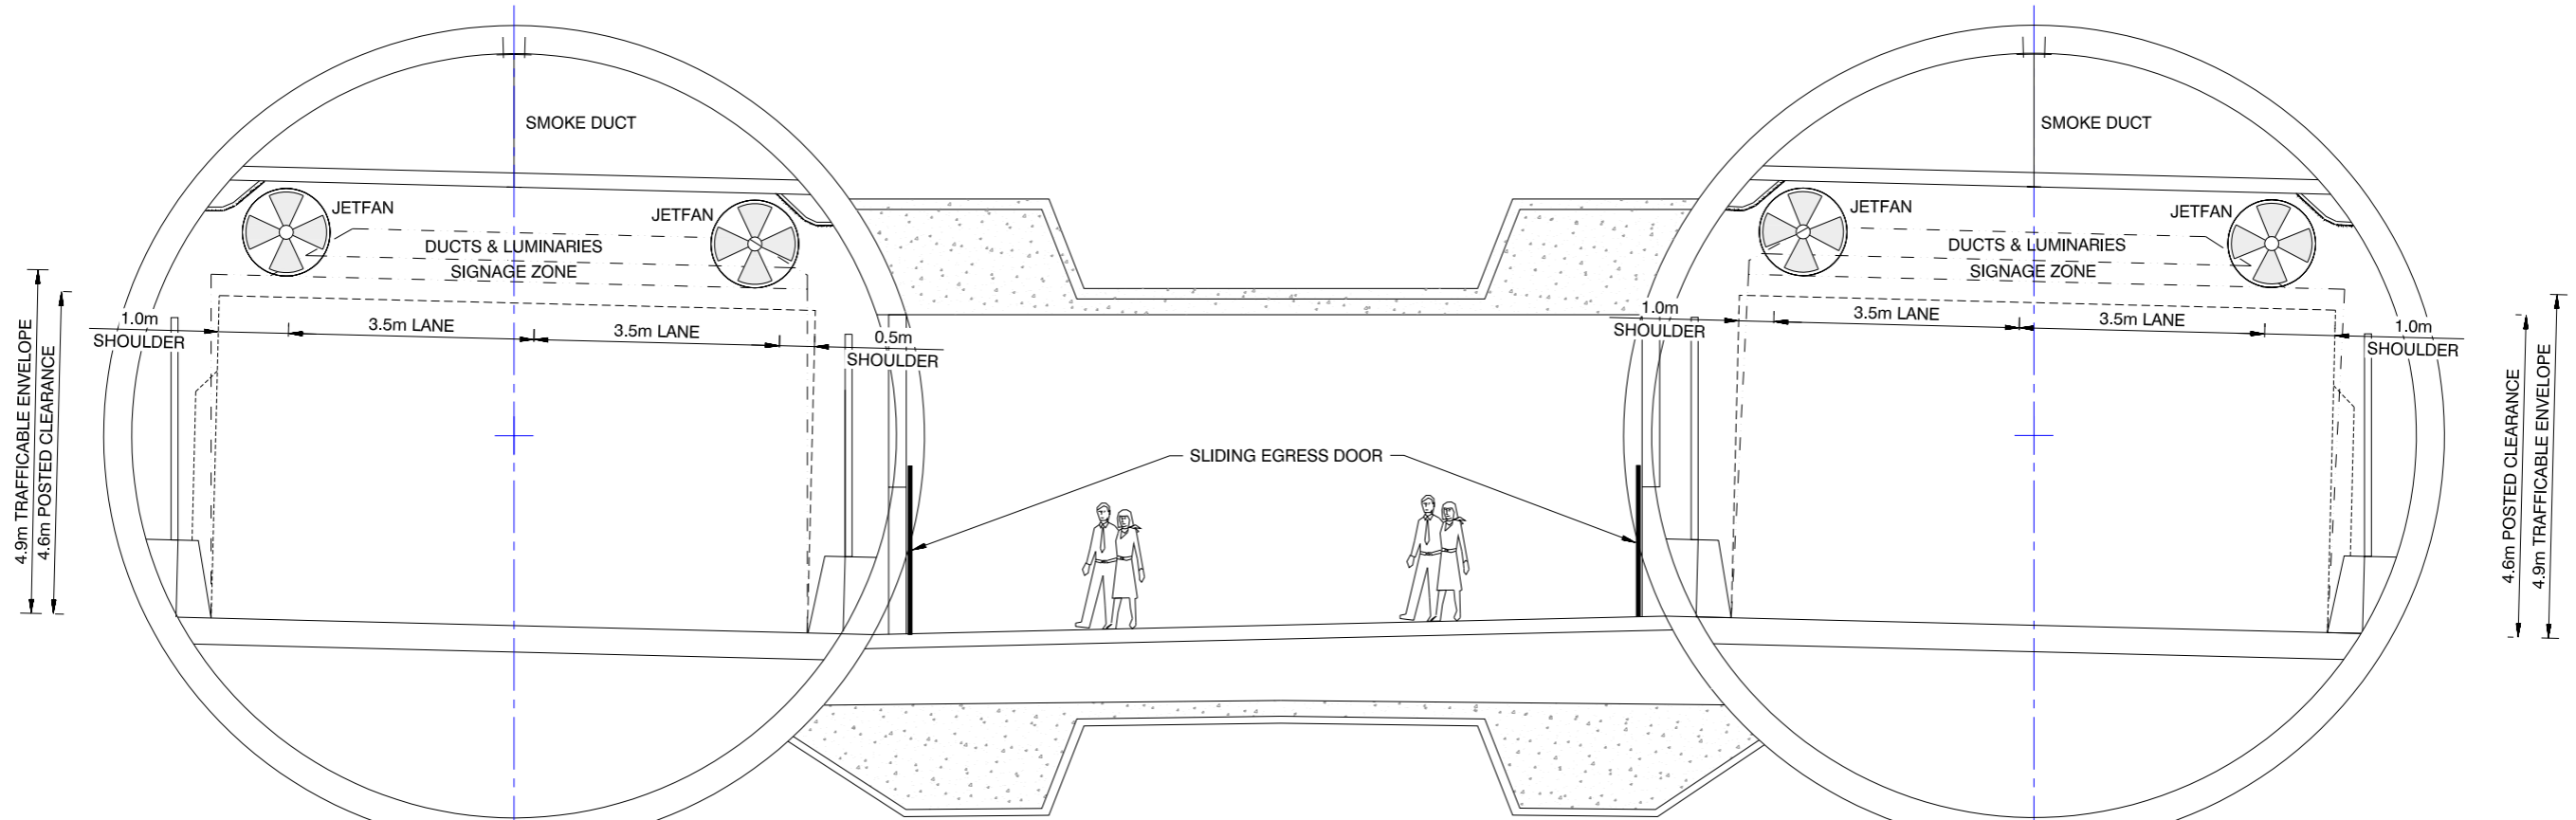 SMOKE DUCT
SMOKE DUCT
JETFAN
JETFAN
JETFAN
JETFAN
DUCTS & LUMINARIES
DUCTS & LUMINARIES
SIGNAGE ZONE
SIGNAGE ZONE
1.0m
SHOULDER
3.5m LANE
3.5m LANE
0.5m
SHOULDER
1.0m
SHOULDER
3.5m LANE
3.5m LANE
1.0m
SHOULDER
4.9m TRAFFICABLE ENVELOPE
4.6m POSTED CLEARANCE
SLIDING EGRESS DOOR
4.6m POSTED CLEARANCE
4.9m TRAFFICABLE ENVELOPE